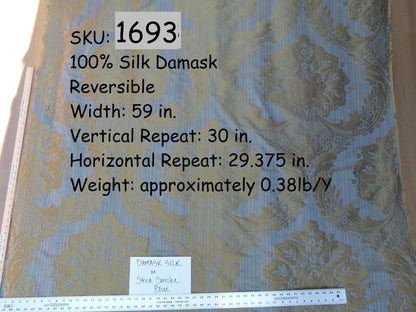 SKU: 1693
100% Silk Damask
Reversible
Width: 59 in.
Vertical Repeat: 30 in.
Horizontal Repeat: 29.375 in.
Weight: approximately 0.38lb/Y
DAMASK SILK
on
Smoke
Blue